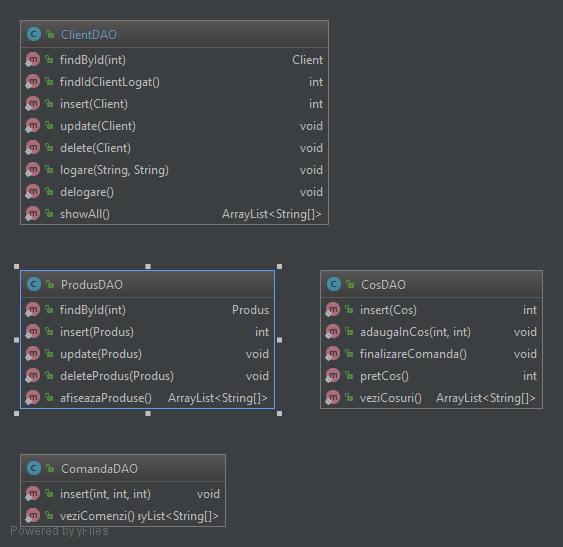 ClientDAO
findById(int) Client
findIdClientLogat() int
insert(Client) int
update(Client) void
delete(Client) void
logare(String, String) void
delogare() void
showAll() ArrayList<String[]>
ProdusDAO
findById(int) Produs
insert(Produs) int
update(Produs) void
deleteProdus(Produs) void
afiseazaProduse() ArrayList<String[]>
CosDAO
insert(Cos) int
adaugaInCos(int, int) void
finalizareComanda() void
pretCos() int
veziCosuri() ArrayList<String[]>
ComandaDAO
insert(int, int, int) void
veziComenzi() ayList<String[]>
Powered by yFiles